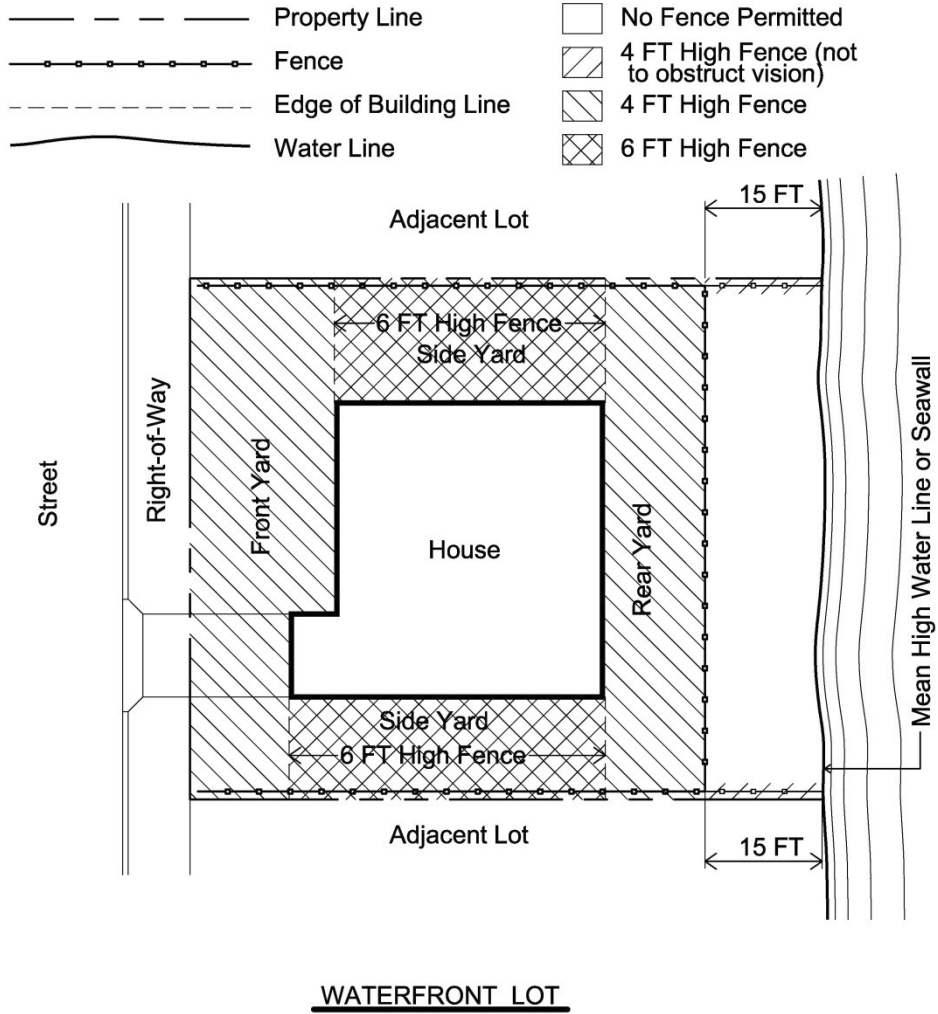 Property Line
Fence
Edge of Building Line
Water Line
No Fence Permitted
4 FT High Fence (not
to obstruct vision)
4 FT High Fence
6 FT High Fence
15 FT
Adjacent Lot
6 FT High Fence
Side Yard
Street
Right-of-Way
Front Yard
House
Rear Yard
Mean High Water Line or Seawall
Side Yard
6 FT High Fence
Adjacent Lot
15 FT
WATERFRONT LOT